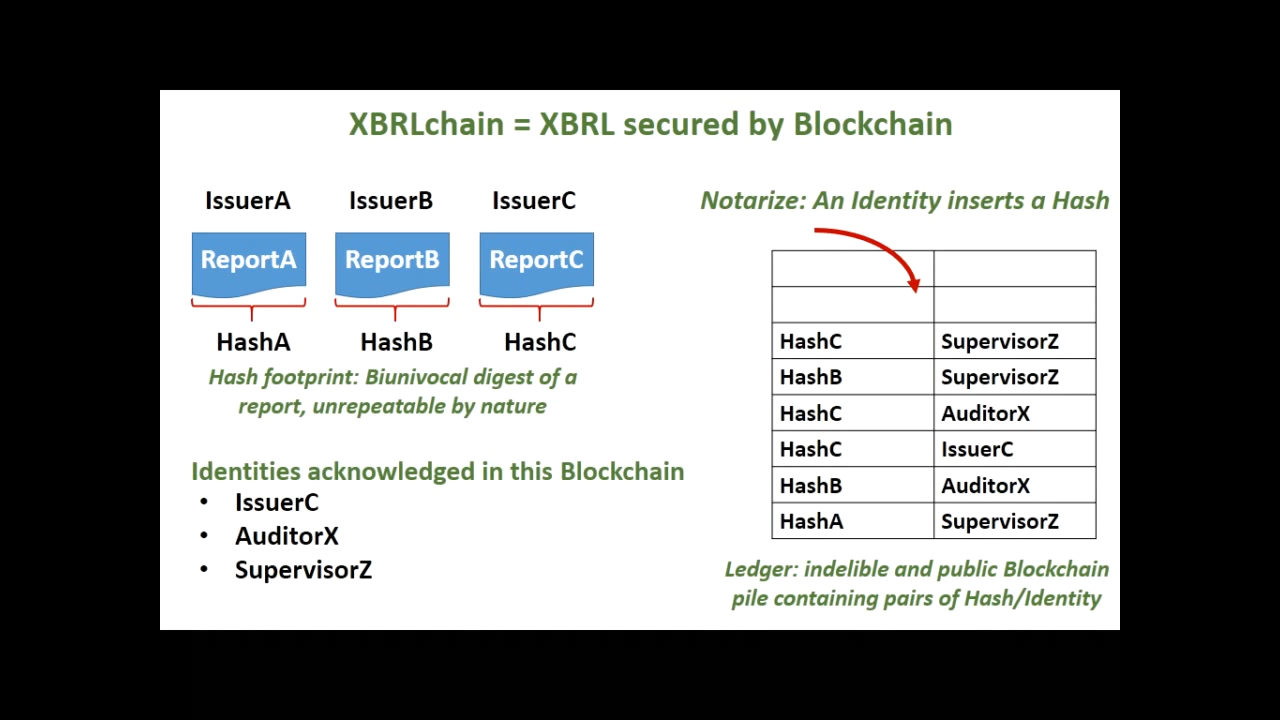 XBRLchain = XBRL secured by Blockchain
IssuerA IssuerB IssuerC
ReportA ReportB ReportC
HashA HashB HashC
Hash footprint: Biunivocal digest of a
report, unrepeatable by nature
Identities acknowledged in this Blockchain
• IssuerC
• AuditorX
• SupervisorZ
Notarize: An Identity inserts a Hash
HashC SupervisorZ
HashB SupervisorZ
HashC AuditorX
HashC IssuerC
HashB AuditorX
HashA SupervisorZ
Ledger: indelible and public Blockchain
pile containing pairs of Hash/Identity